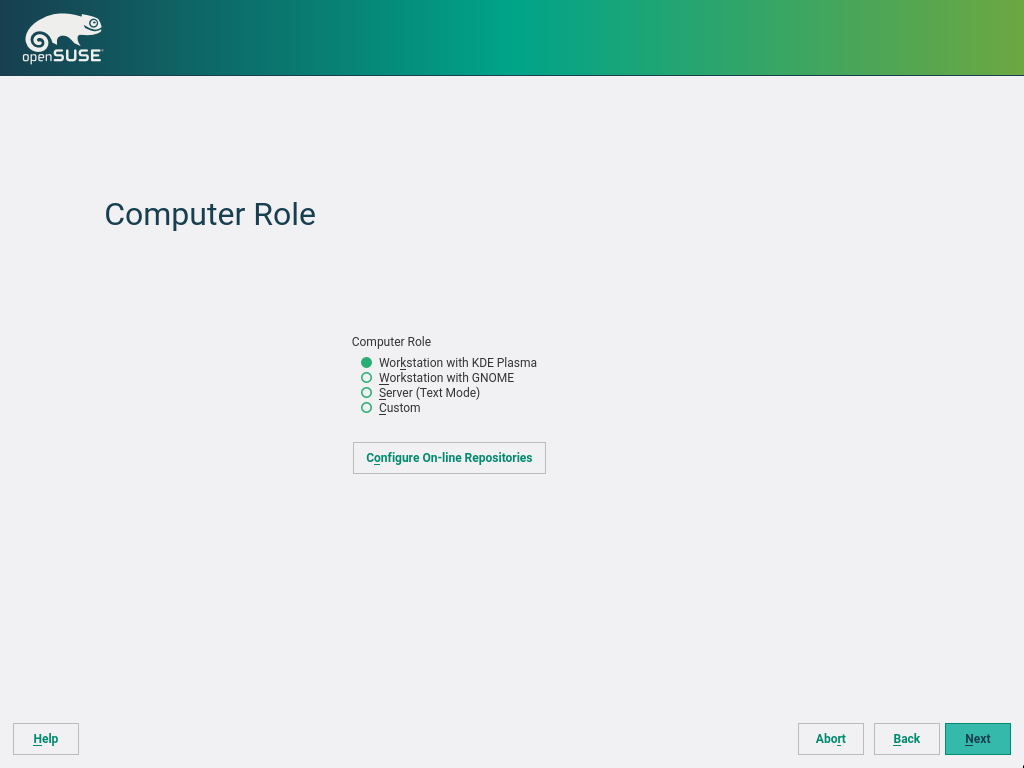 openSUSE
Computer Role
Computer Role
Workstation with KDE Plasma
Workstation with GNOME
Server (Text Mode)
Custom
Configure On-line Repositories
Help
Abort
Back
Next